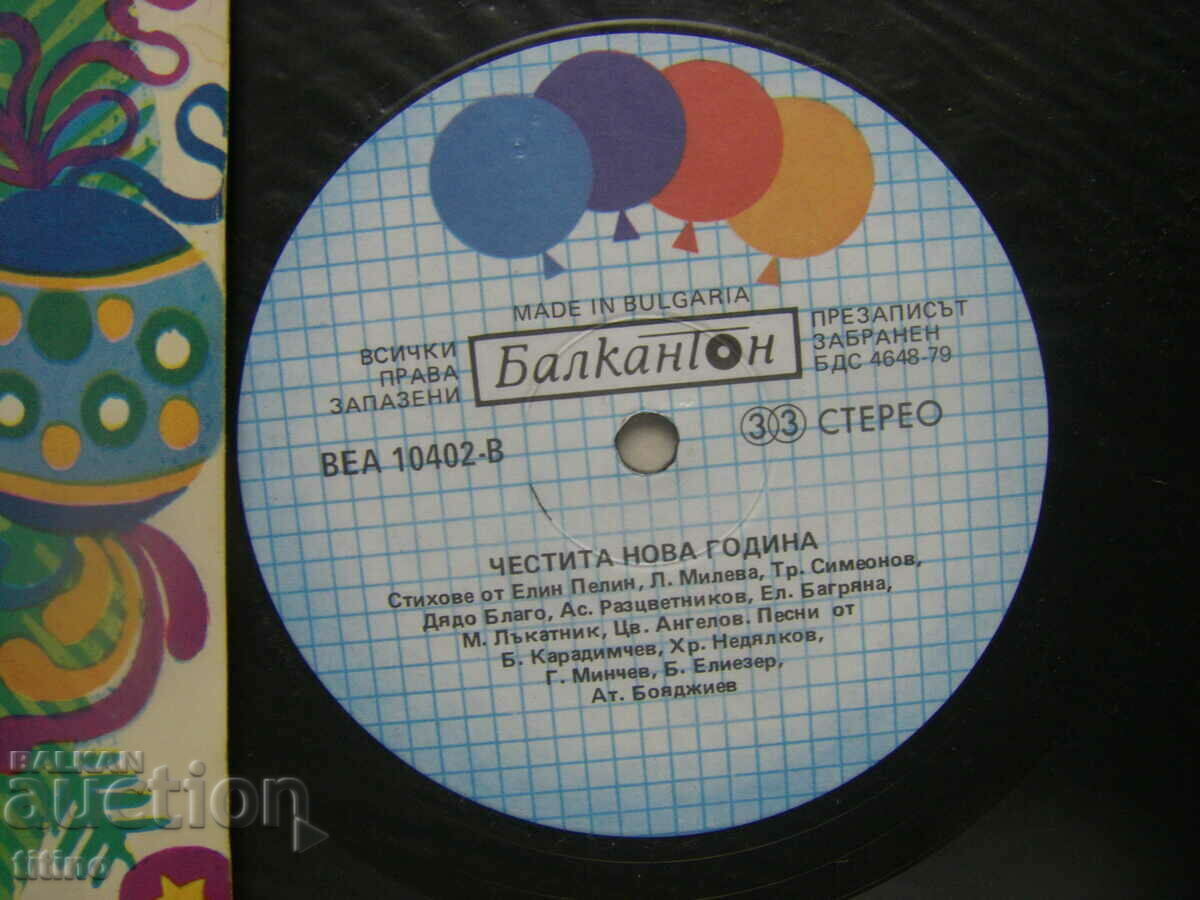 MADE IN BULGARIA
ВСИЧКИ
ПРАВА
ЗАПАЗЕНИ
Балкантон
ПРЕЗАПИСЪТ
ЗАБРАНЕН
БДС 4648-79
ВЕА 10402-В
33 СТЕРЕО
ЧЕСТИТА НОВА ГОДИНА
Стихове от Елин Пелин, Л. Милева, Тр. Симеонов,
Дядо Благо, Ас. Разцветников, Ел. Багряна,
М. Лъкатник, Цв. Ангелов. Песни от
Б. Карадимчев, Хр. Недялков,
Г. Минчев, Б. Елиезер,
Ат. Бояджиев
BALKAN
auction
titino